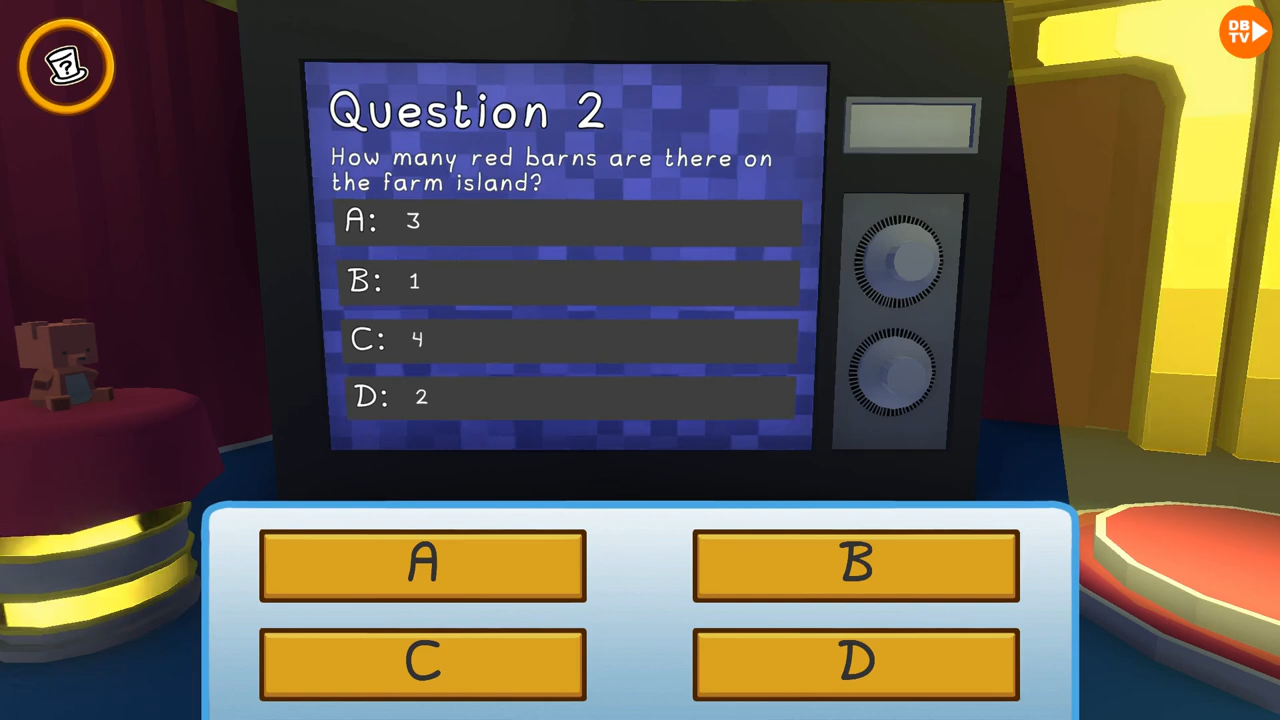 ?
DB
TV
Question 2
How many red barns are there on
the farm island?
A: 3
B: 1
C: 4
D: 2
A
B
C
D